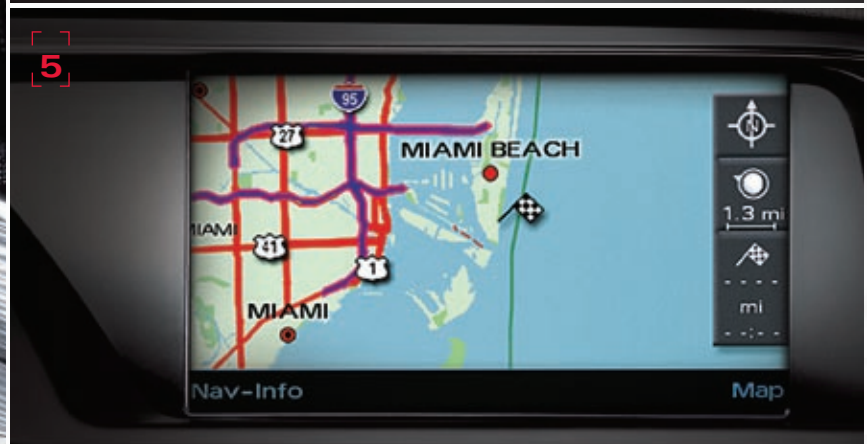 5
95
27
MIAMI BEACH
N
1.3 mi
IAMI
41
1
MIAMI
- - - -
mi
- -:- -
Nav-Info
Map